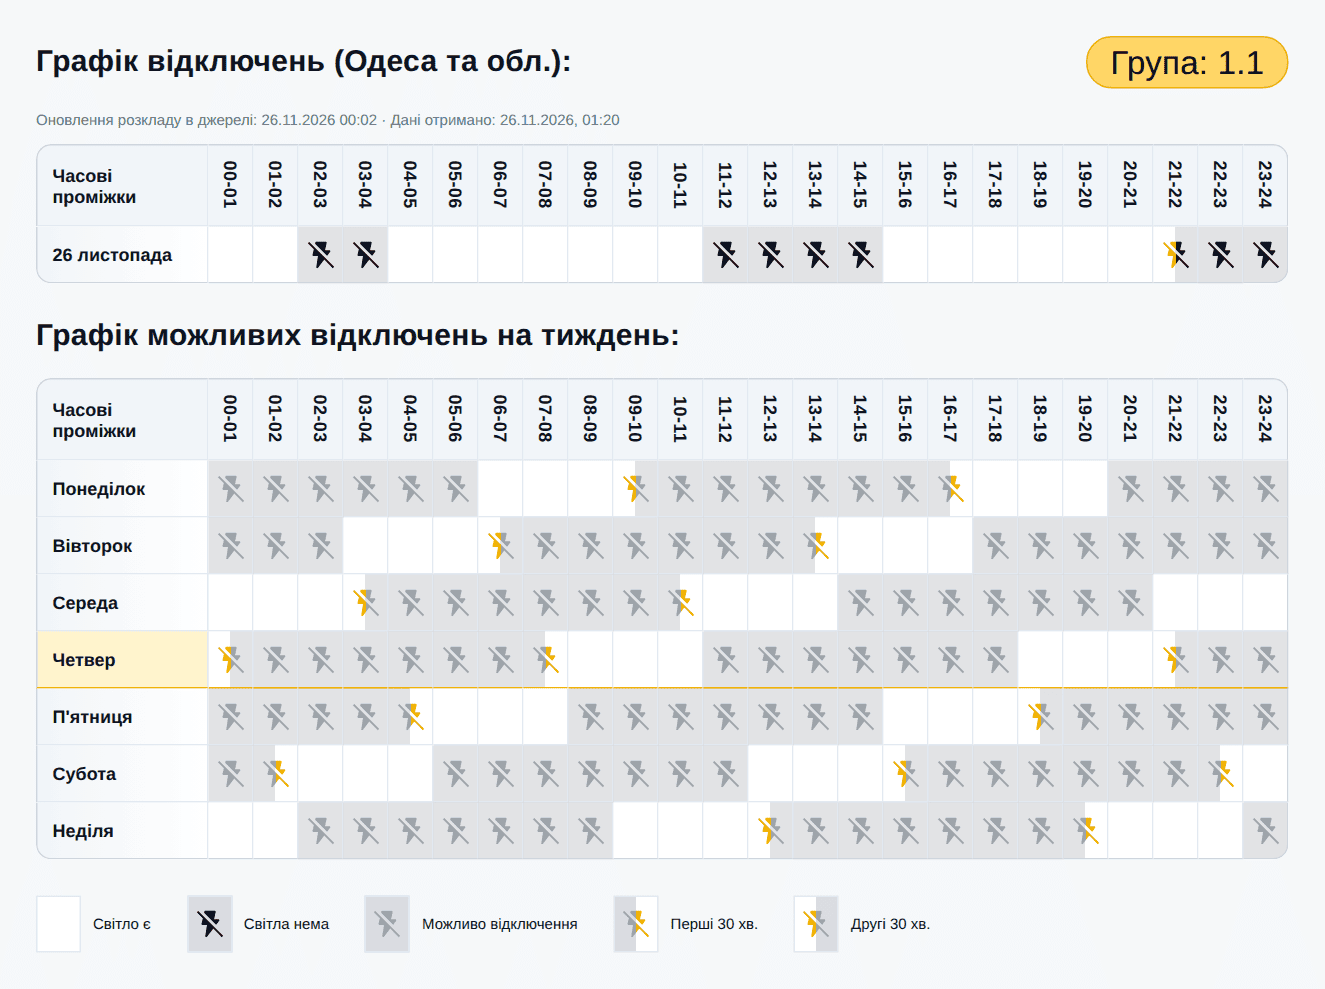 Графік відключень (Одеса та обл.):
Група: 1.1
Оновлення розкладу в джерелі: 26.11.2026 00:02 · Дані отримано: 26.11.2026, 01:20
Часові
проміжки
00-01 01-02 02-03 03-04 04-05 05-06 06-07 07-08 08-09 09-10 10-11 11-12 12-13 13-14 14-15 15-16 16-17 17-18 18-19 19-20 20-21 21-22 22-23 23-24
26 листопада
Графік можливих відключень на тиждень:
Часові
проміжки
00-01 01-02 02-03 03-04 04-05 05-06 06-07 07-08 08-09 09-10 10-11 11-12 12-13 13-14 14-15 15-16 16-17 17-18 18-19 19-20 20-21 21-22 22-23 23-24
Понеділок
Вівторок
Середа
Четвер
П'ятниця
Субота
Неділя
Світло є
Світла нема
Можливо відключення
Перші 30 хв.
Другі 30 хв.